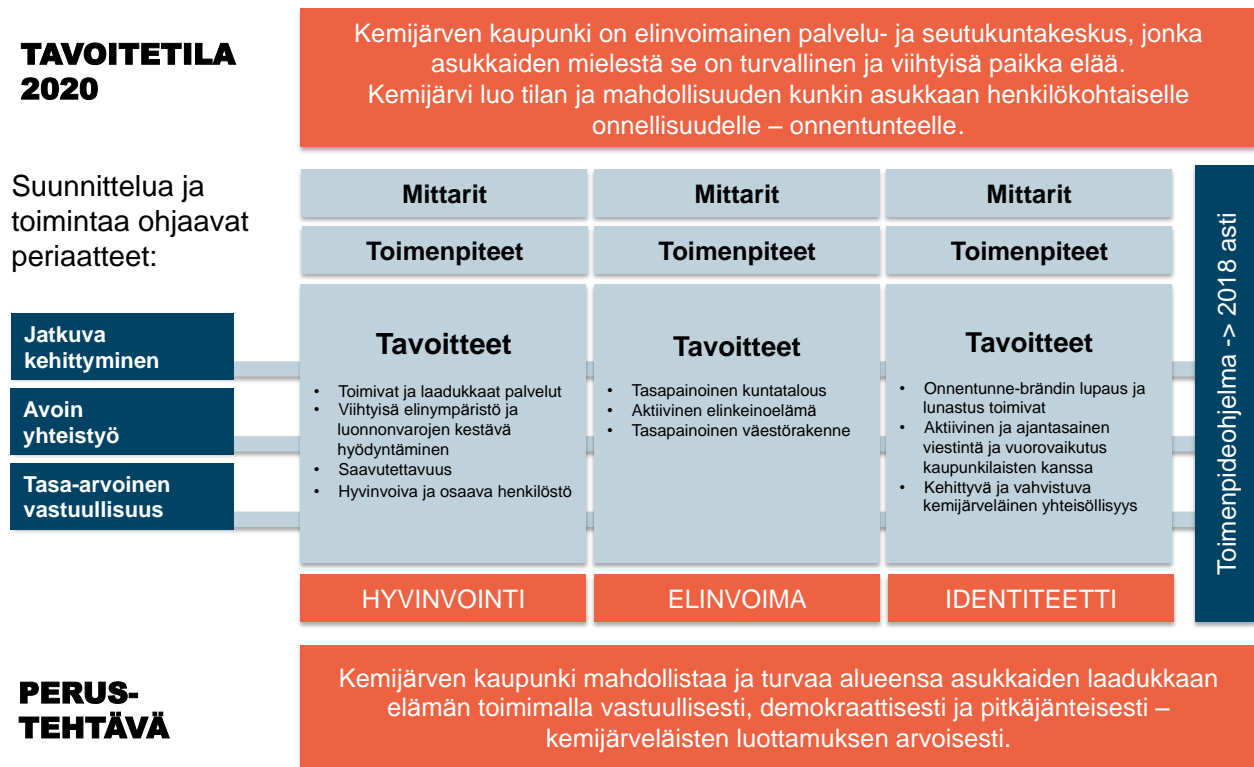 TAVOITETILA
2020
Kemijärven kaupunki on elinvoimainen palvelu- ja seutukuntakeskus, jonka
asukkaiden mielestä se on turvallinen ja viihtyisä paikka elää.
Kemijärvi luo tilan ja mahdollisuuden kunkin asukkaan henkilökohtaiselle
onnellisuudelle – onnentunteelle.
Suunnittelua ja
toimintaa ohjaavat
periaatteet:
Jatkuva
kehittyminen
Avoin
yhteistyö
Tasa-arvoinen
vastuullisuus
Mittarit
Toimenpiteet
Tavoitteet
• Toimivat ja laadukkaat palvelut
• Viihtyisä elinympäristö ja
luonnonvarojen kestävä
hyödyntäminen
• Saavutettavuus
• Hyvinvoiva ja osaava henkilöstö
HYVINVOINTI
Mittarit
Toimenpiteet
Tavoitteet
• Tasapainoinen kuntatalous
• Aktiivinen elinkeinoelämä
• Tasapainoinen väestörakenne
ELINVOIMA
Mittarit
Toimenpiteet
Tavoitteet
• Onnentunne-brändin lupaus ja
lunastus toimivat
• Aktiivinen ja ajantasainen
viestintä ja vuorovaikutus
kaupunkilaisten kanssa
• Kehittyvä ja vahvistuva
kemijärveläinen yhteisöllisyys
IDENTITEETTI
Toimenpideohjelma -> 2018 asti
PERUS-
TEHTÄVÄ
Kemijärven kaupunki mahdollistaa ja turvaa alueensa asukkaiden laadukkaan
elämän toimimalla vastuullisesti, demokraattisesti ja pitkäjänteisesti –
kemijärveläisten luottamuksen arvoisesti.